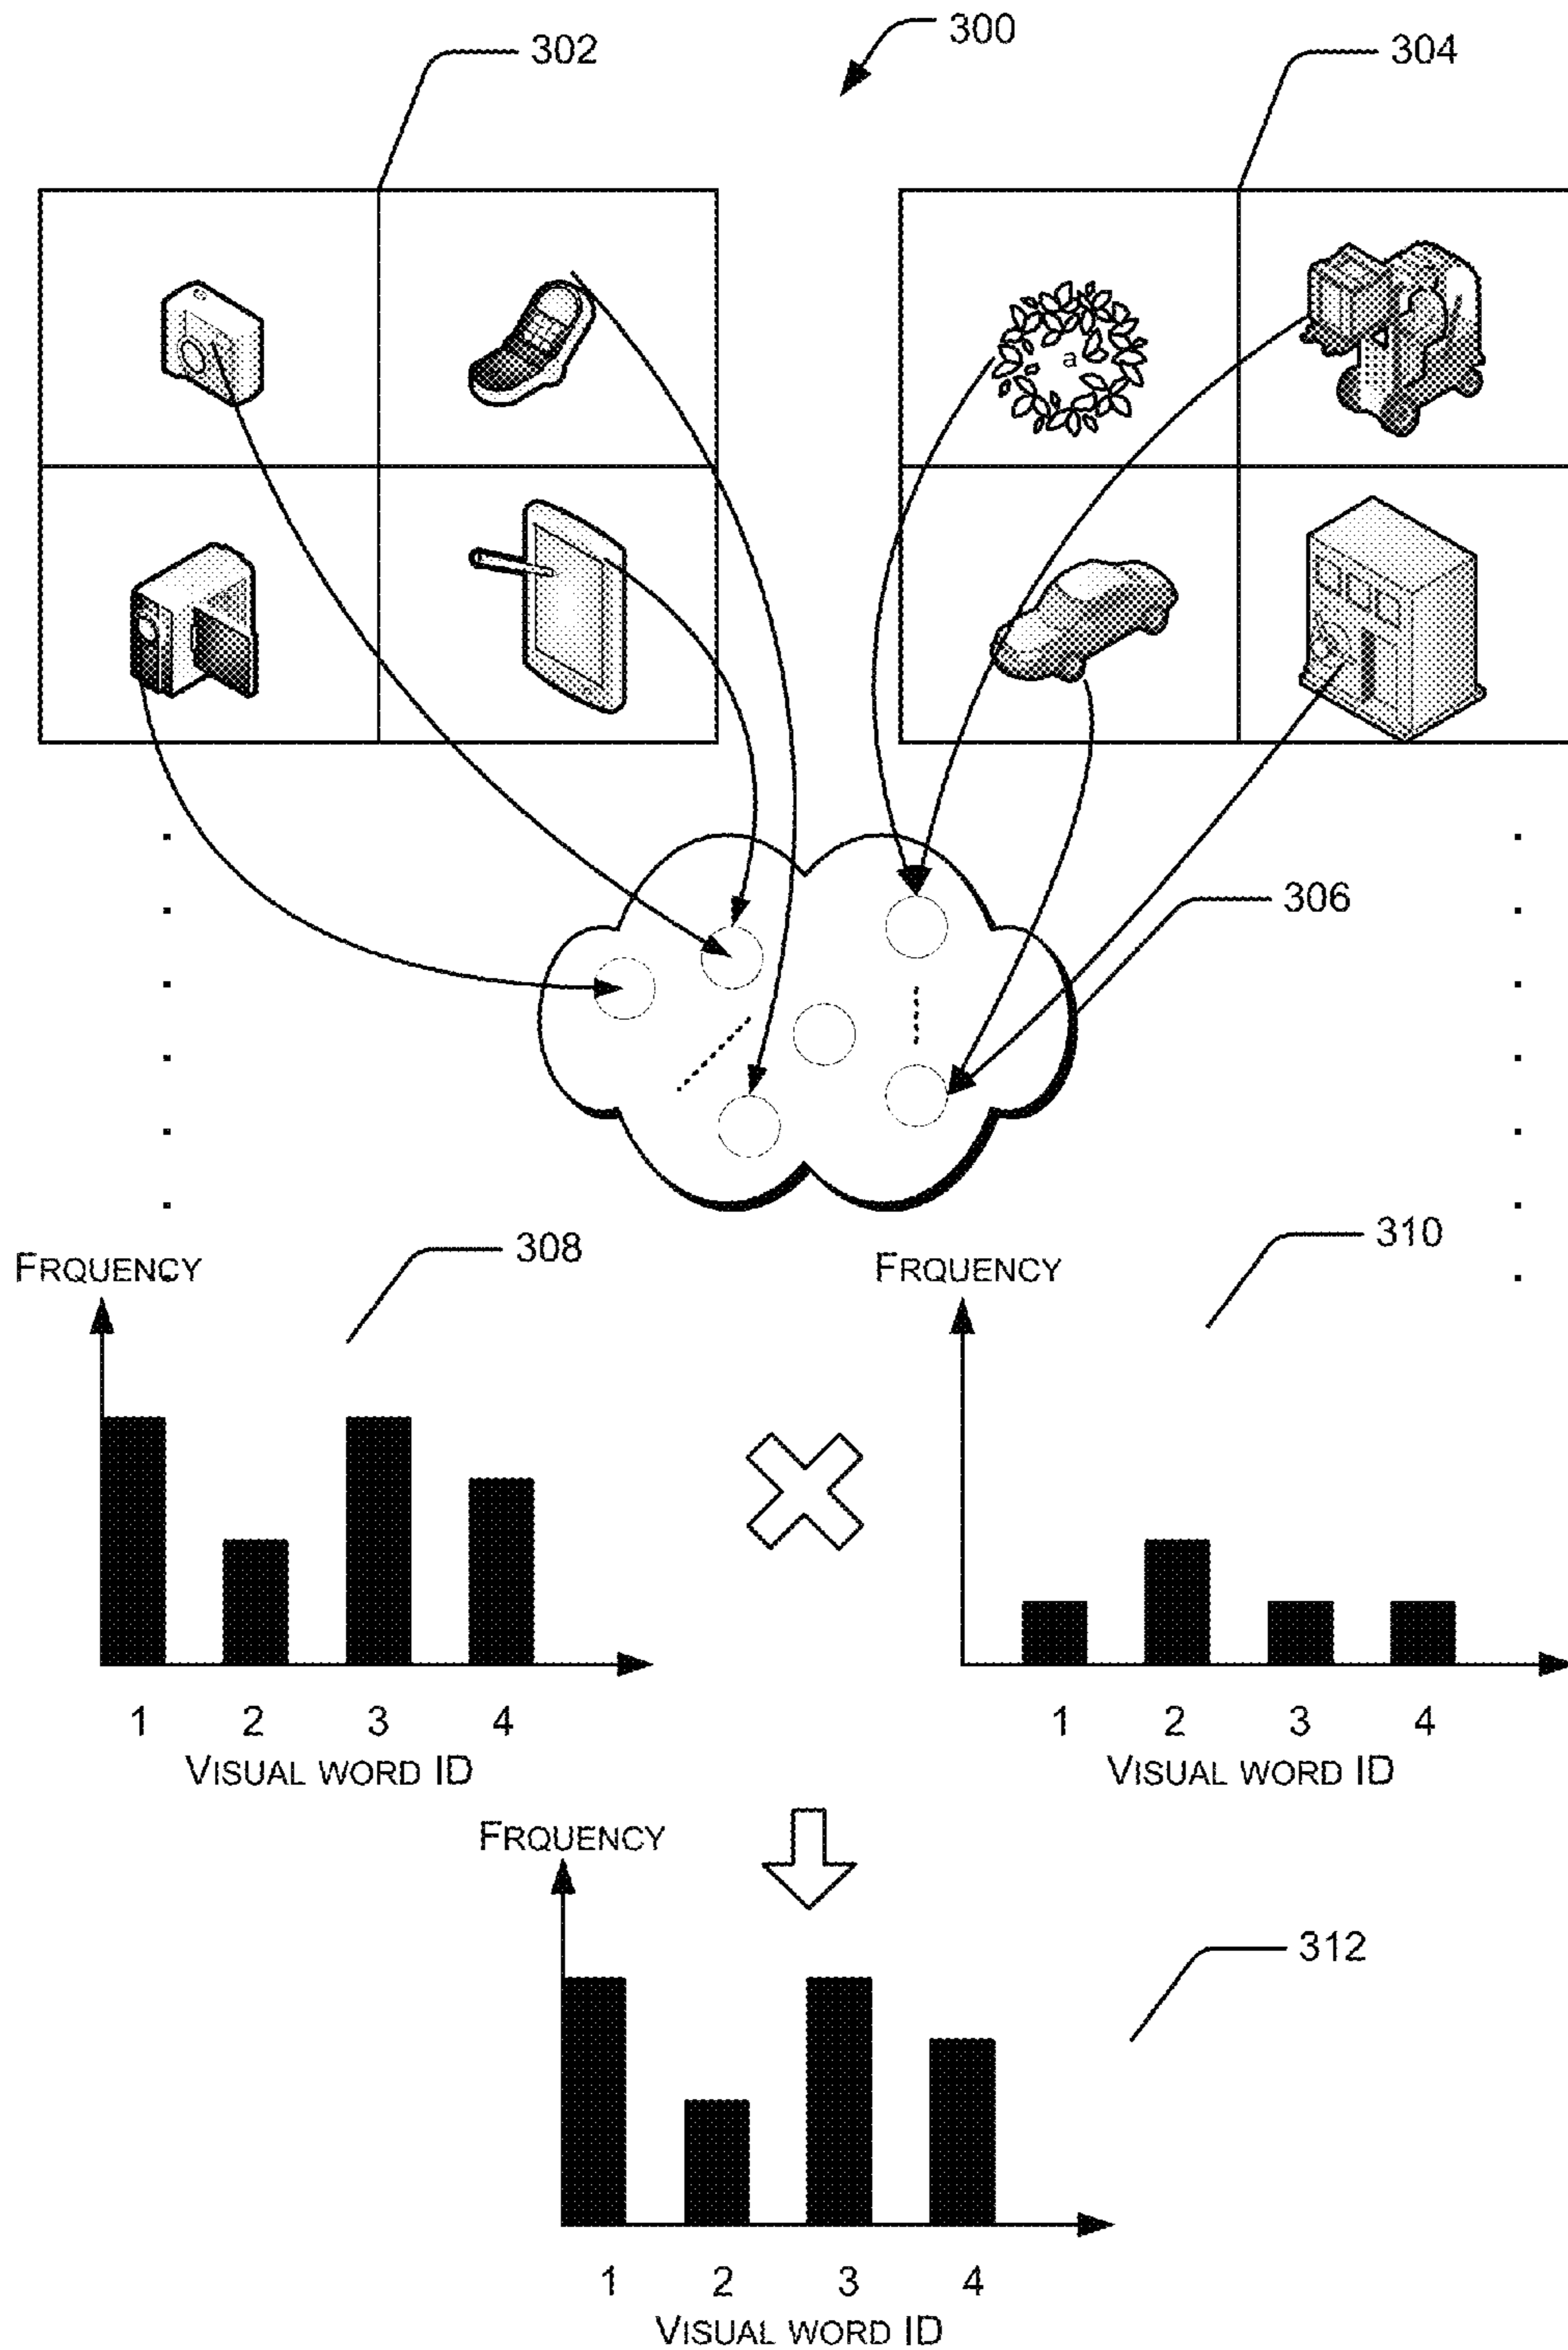 300
302
304
a
306
308
310
FRQUENCY
FRQUENCY
1 2 3 4
1 2 3 4
VISUAL WORD ID
VISUAL WORD ID
FRQUENCY
312
1 2 3 4
VISUAL WORD ID